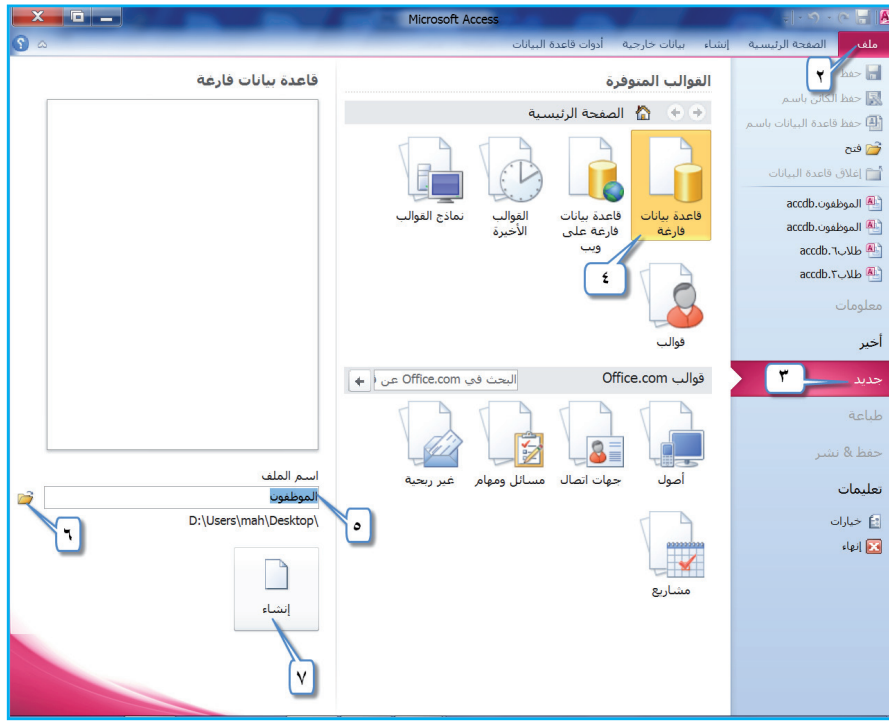 Microsoft Access
ملف الصفحة الرئيسية إنشاء بيانات خارجية أدوات قاعدة البيانات
٢
حفظ
حفظ الكائن باسم
حفظ قاعدة البيانات باسم
فتح
إغلاق قاعدة البيانات
الموظفون.accdb
الموظفون.accdb
طلاب٦.accdb
طلاب٣.accdb
معلومات
أخير
جديد
٣
طباعة
حفظ & نشر
تعليمات
خيارات
إنهاء
القوالب المتوفرة
الصفحة الرئيسية
قاعدة بيانات فارغة
قاعدة بيانات فارغة على ويب
القوالب الأخيرة
نماذج القوالب
٤
قوالب
قوالب Office.com
البحث في Office.com عن
أصول
جهات اتصال
مسائل ومهام
غير ربحية
مشاريع
قاعدة بيانات فارغة
اسم الملف
الموظفون
٥
٦
D:\Users\mah\Desktop\
إنشاء
٧